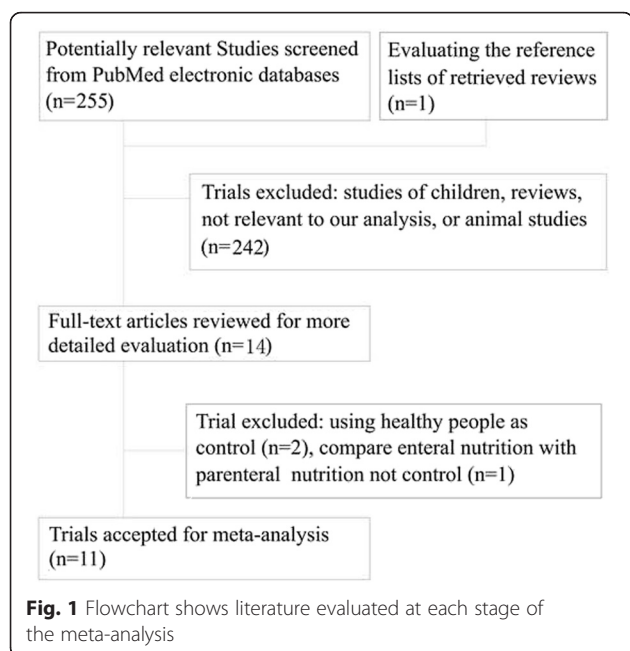 Potentially relevant Studies screened
from PubMed electronic databases
(n=255)
Evaluating the reference
lists of retrieved reviews
(n=1)
Trials excluded: studies of children, reviews,
not relevant to our analysis, or animal studies
(n=242)
Full-text articles reviewed for more
detailed evaluation (n=14)
Trial excluded: using healthy people as
control (n=2), compare enteral nutrition with
parenteral nutrition not control (n=1)
Trials accepted for meta-analysis
(n=11)
Fig. 1 Flowchart shows literature evaluated at each stage of
the meta-analysis